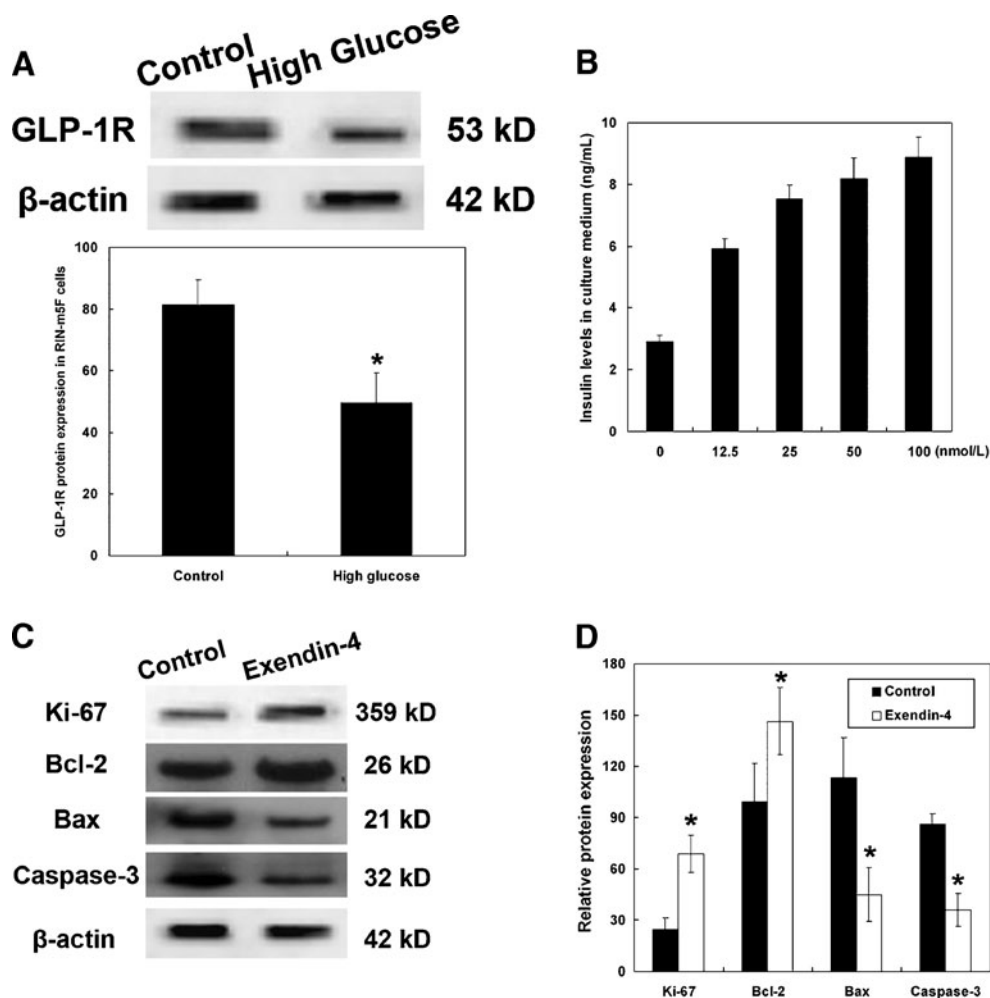 A
Control High Glucose
GLP-1R 53 kD
β-actin 42 kD
GLP-1R protein expression in RIN-m5F cells
100
80
60
40
20
0
*
Control High glucose
B
Insulin levels in culture medium (ng/mL)
10
8
6
4
2
0
0 12.5 25 50 100 (nmol/L)
C
Control Exendin-4
Ki-67 359 kD
Bcl-2 26 kD
Bax 21 kD
Caspase-3 32 kD
β-actin 42 kD
D
Relative protein expression
180
150
120
90
60
30
0
Control
Exendin-4
* * * *
Ki-67 Bcl-2 Bax Caspase-3